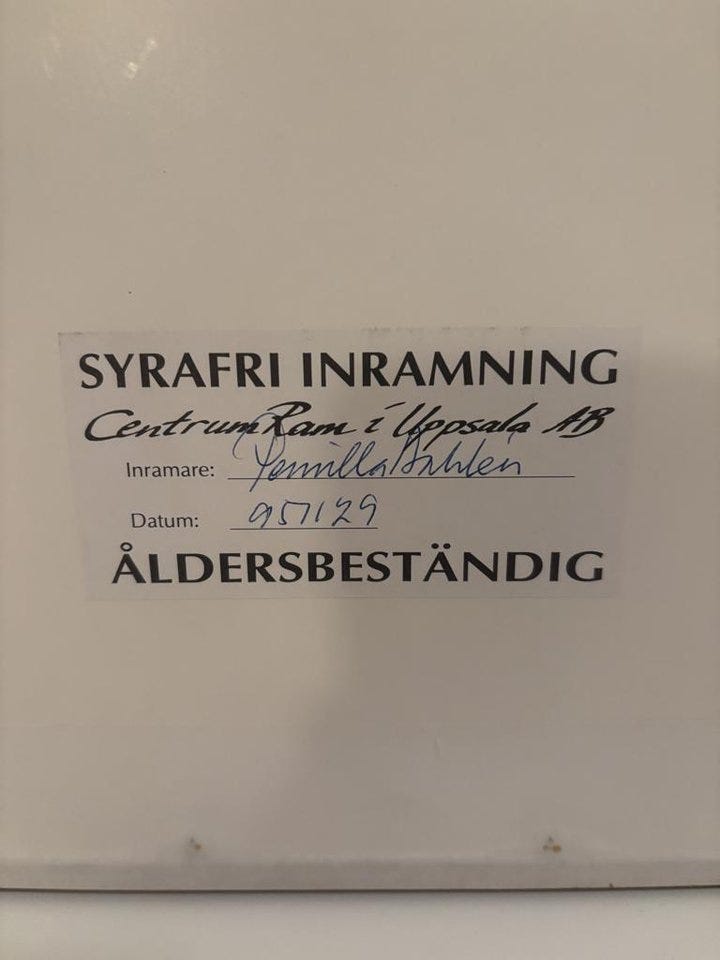 SYRAFRI INRAMNING
CentrumRam i Uppsala AB
Inramare: Pernilla
Datum: 951129
ÅLDERSBESTÄNDIG